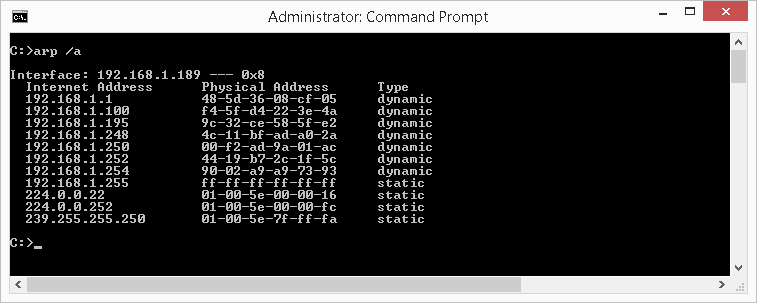 Administrator: Command Prompt
C:\.
C:>arp /a
Interface: 192.168.1.189 --- 0x8
Internet Address Physical Address Type
192.168.1.1 48-5d-36-08-cf-05 dynamic
192.168.1.100 f4-5f-d4-22-3e-4a dynamic
192.168.1.195 9c-32-ce-58-5f-e2 dynamic
192.168.1.248 4c-11-bf-ad-a0-2a dynamic
192.168.1.250 00-f2-ad-9a-01-ac dynamic
192.168.1.252 44-19-b7-2c-1f-5c dynamic
192.168.1.254 90-02-a9-a9-73-93 dynamic
192.168.1.255 ff-ff-ff-ff-ff-ff static
224.0.0.22 01-00-5e-00-00-16 static
224.0.0.252 01-00-5e-00-00-fc static
239.255.255.250 01-00-5e-7f-ff-fa static
C:>_